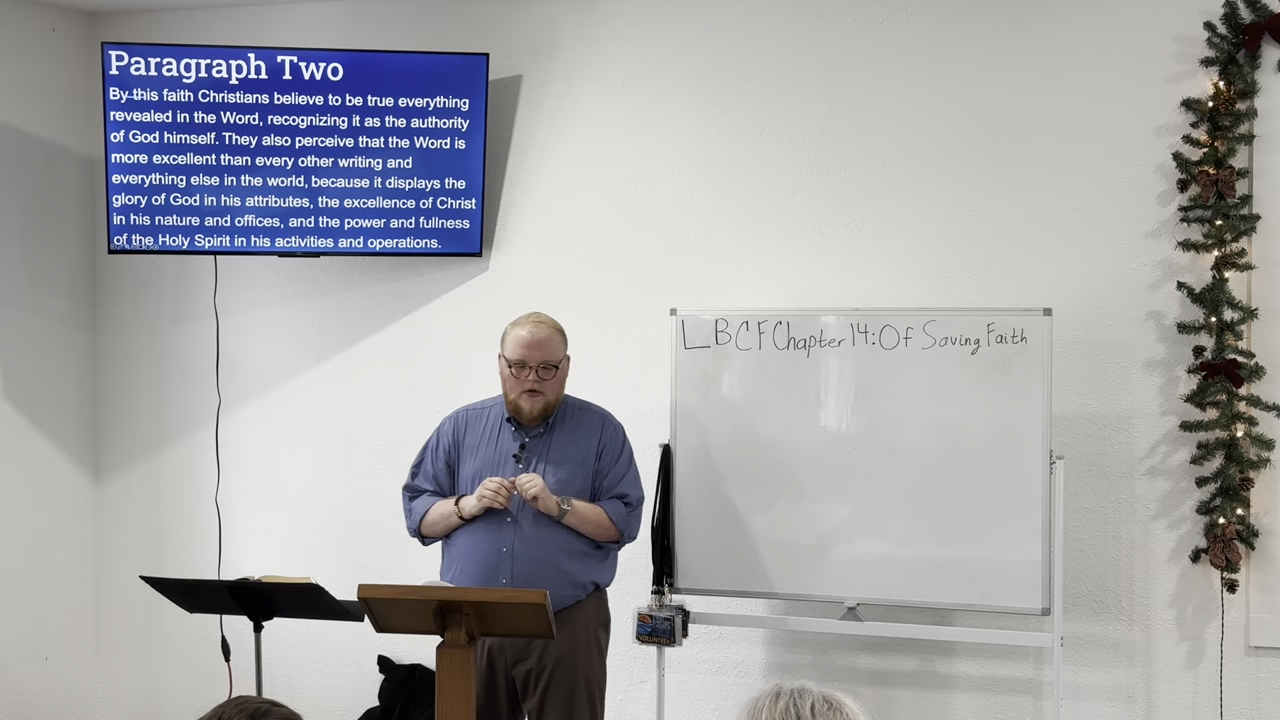 Paragraph Two
By this faith Christians believe to be true everything
revealed in the Word, recognizing it as the authority
of God himself. They also perceive that the Word is
more excellent than every other writing and
everything else in the world, because it displays the
glory of God in his attributes, the excellence of Christ
in his nature and offices, and the power and fullness
of the Holy Spirit in his activities and operations.
LBCF Chapter 14: Of Saving Faith
VOLUNTEER